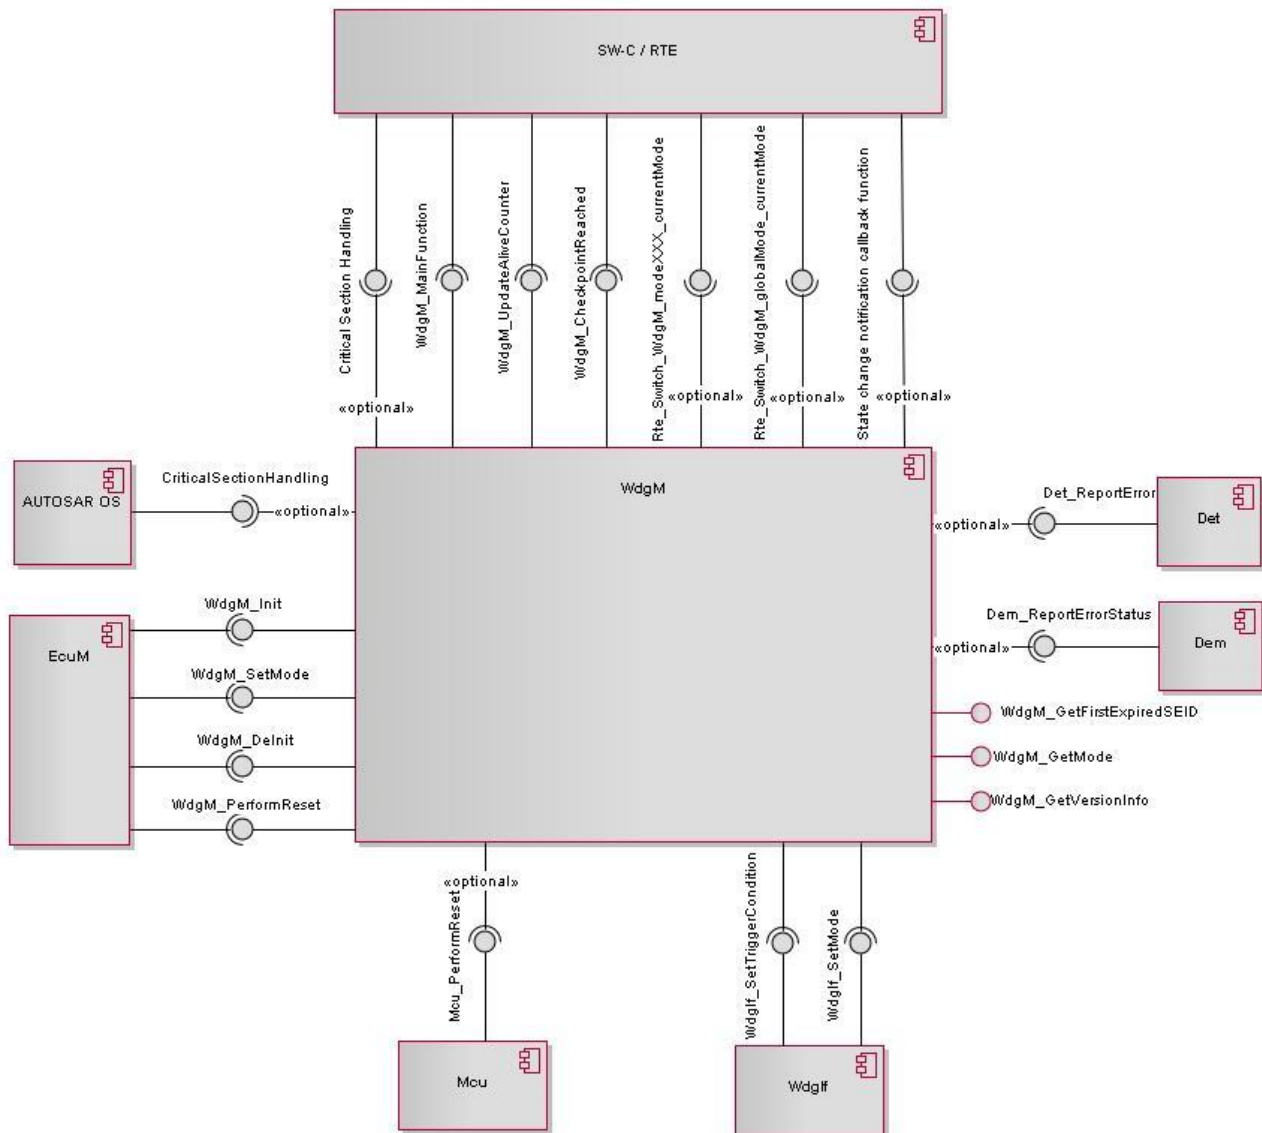 SW-C / RTE
Critical Section Handling
WdgM_MainFunction
WdgM_UpdateAliveCounter
WdgM_CheckpointReached
Rte_Switch_WdgM_modeXXX_currentMode
Rte_Switch_WdgM_globalMode_currentMode
State change notification callback function
«optional»
«optional»
«optional»
«optional»
AUTOSAR OS
CriticalSectionHandling
«optional»
WdgM
Det_ReportError
«optional»
Det
EcuM
WdgM_Init
WdgM_SetMode
WdgM_DeInit
WdgM_PerformReset
Dem_ReportErrorStatus
«optional»
Dem
WdgM_GetFirstExpiredSEID
WdgM_GetMode
WdgM_GetVersionInfo
«optional»
Mcu_PerformReset
WdgIf_SetTriggerCondition
WdgIf_SetMode
Mcu
WdgIf